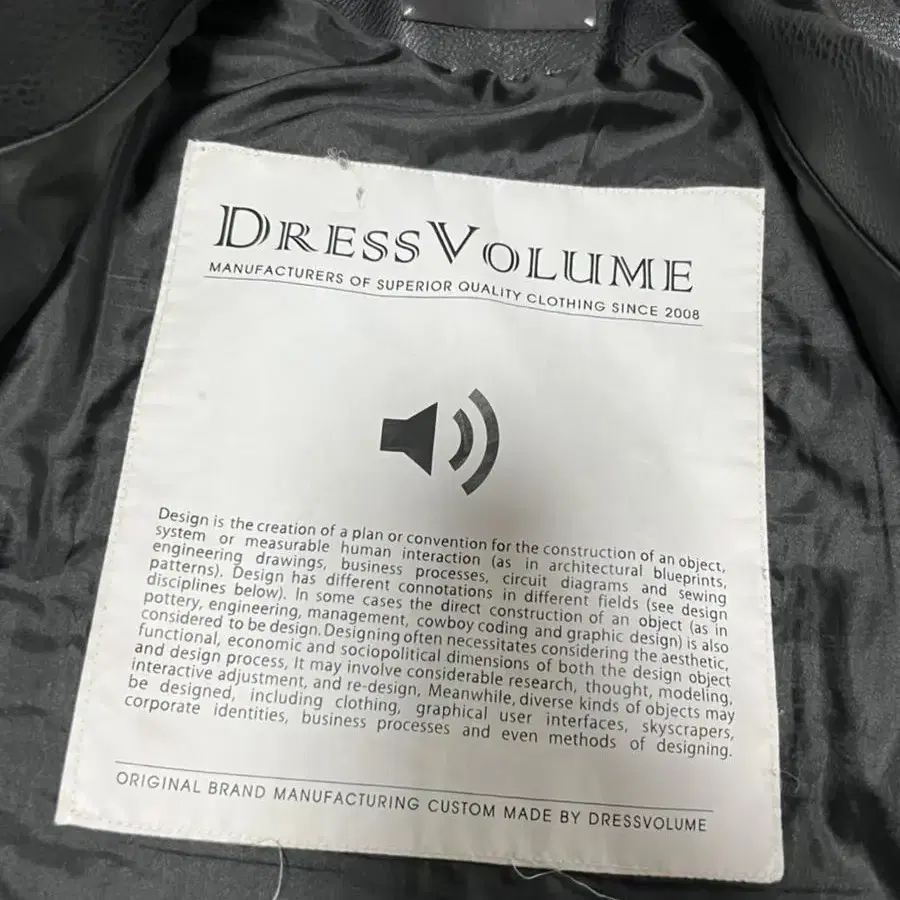 DRESSVOLUME
MANUFACTURERS OF SUPERIOR QUALITY CLOTHING SINCE 2008
Design is the creation of a plan or convention for the construction of an object,
system or measurable human interaction (as in architectural blueprints,
engineering drawings, business processes, circuit diagrams and sewing
patterns). Design has different connotations in different fields (see design
disciplines below). In some cases the direct construction of an object (as in
pottery, engineering, management, cowboy coding and graphic design) is also
considered to be design. Designing often necessitates considering the aesthetic,
functional, economic and sociopolitical dimensions of both the design object
and design process, It may involve considerable research, thought, modeling,
interactive adjustment, and re-design, Meanwhile, diverse kinds of objects may
be designed, including clothing, graphical user interfaces, skyscrapers,
corporate identities, business processes and even methods of designing.
ORIGINAL BRAND MANUFACTURING CUSTOM MADE BY DRESSVOLUME